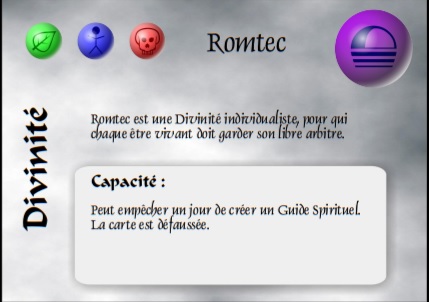 Romtec
Divinité
Romtec est une Divinité individualiste, pour qui
chaque être vivant doit garder son libre arbitre.
Capacité :
Peut empêcher un jour de créer un Guide Spirituel.
La carte est défaussée.